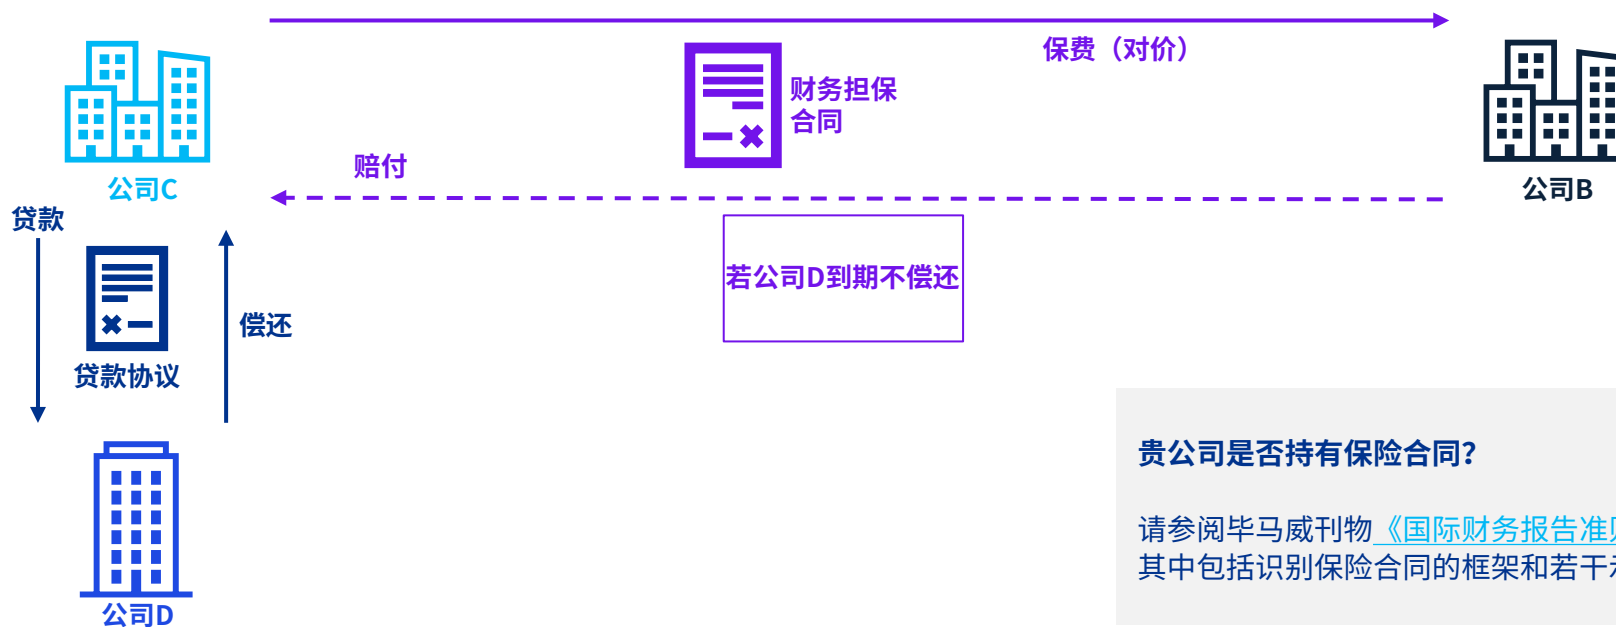 保费（对价）
财务担保
合同
赔付
公司C
公司B
贷款
若公司D到期不偿还
偿还
贷款协议
贵公司是否持有保险合同？
请参阅毕马威刊物《国际财务报告准
其中包括识别保险合同的框架和若干
公司D